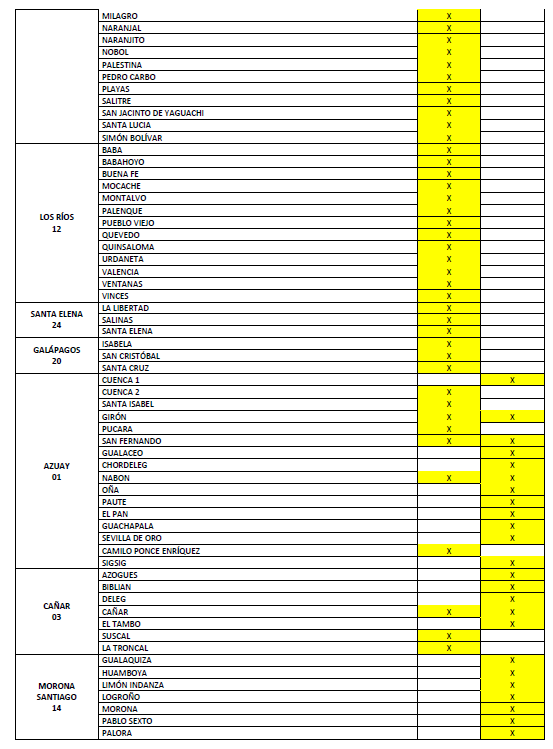 MILAGRO X
NARANJAL X
NARANJITO X
NOBOL X
PALESTINA X
PEDRO CARBO X
PLAYAS X
SALITRE X
SAN JACINTO DE YAGUACHI X
SANTA LUCIA X
SIMÓN BOLÍVAR X
LOS RÍOS
12
BABA X
BABAHOYO X
BUENA FE X
MOCACHE X
MONTALVO X
PALENQUE X
PUEBLO VIEJO X
QUEVEDO X
QUINSALOMA X
URDANETA X
VALENCIA X
VENTANAS X
VINCES X
SANTA ELENA
24
LA LIBERTAD X
SALINAS X
SANTA ELENA X
GALÁPAGOS
20
ISABELA X
SAN CRISTÓBAL X
SANTA CRUZ X
AZUAY
01
CUENCA 1 X
CUENCA 2 X
SANTA ISABEL X
GIRÓN X X
PUCARA X
SAN FERNANDO X X
GUALACEO X
CHORDELEG X
NABON X X
OÑA X
PAUTE X
EL PAN X
GUACHAPALA X
SEVILLA DE ORO X
CAMILO PONCE ENRÍQUEZ X
SIGSIG X
CAÑAR
03
AZOGUES X
BIBLIAN X
DELEG X
CAÑAR X X
EL TAMBO X
SUSCAL X
LA TRONCAL X
MORONA
SANTIAGO
14
GUALAQUIZA X
HUAMBOYA X
LIMÓN INDANZA X
LOGROÑO X
MORONA X
PABLO SEXTO X
PALORA X